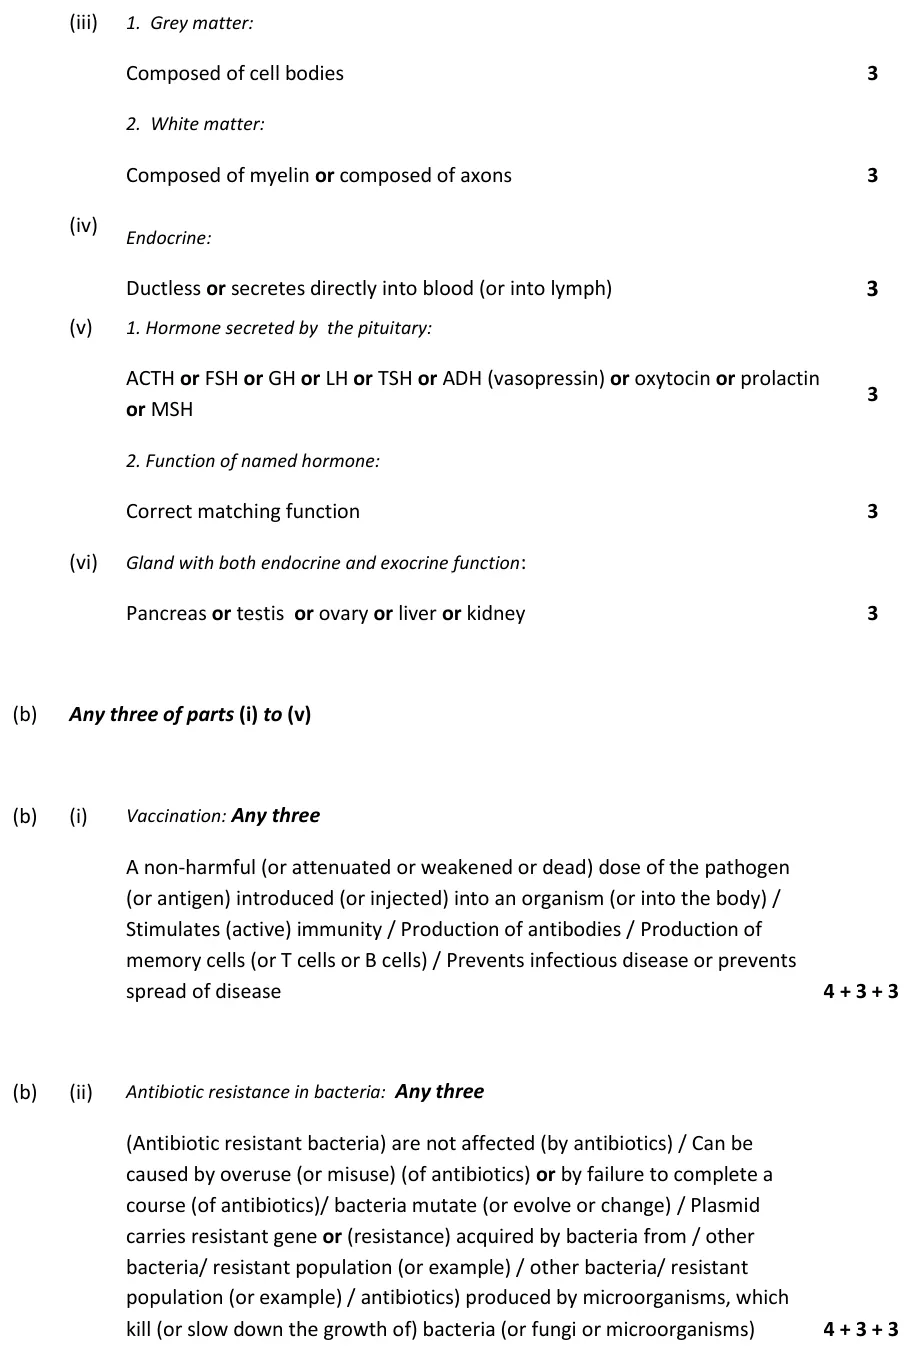 (iii) 1. Grey matter:
Composed of cell bodies 3
2. White matter:
Composed of myelin or composed of axons 3
(iv) Endocrine:
Ductless or secretes directly into blood (or into lymph) 3
(v) 1. Hormone secreted by the pituitary:
ACTH or FSH or GH or LH or TSH or ADH (vasopressin) or oxytocin or prolactin
or MSH 3
2. Function of named hormone:
Correct matching function 3
(vi) Gland with both endocrine and exocrine function:
Pancreas or testis or ovary or liver or kidney 3
(b) Any three of parts (i) to (v)
(b) (i) Vaccination: Any three
A non-harmful (or attenuated or weakened or dead) dose of the pathogen
(or antigen) introduced (or injected) into an organism (or into the body) /
Stimulates (active) immunity / Production of antibodies / Production of
memory cells (or T cells or B cells) / Prevents infectious disease or prevents
spread of disease 4 + 3 + 3
(b) (ii) Antibiotic resistance in bacteria: Any three
(Antibiotic resistant bacteria) are not affected (by antibiotics) / Can be
caused by overuse (or misuse) (of antibiotics) or by failure to complete a
course (of antibiotics)/ bacteria mutate (or evolve or change) / Plasmid
carries resistant gene or (resistance) acquired by bacteria from / other
bacteria/ resistant population (or example) / other bacteria/ resistant
population (or example) / antibiotics) produced by microorganisms, which
kill (or slow down the growth of) bacteria (or fungi or microorganisms) 4 + 3 + 3